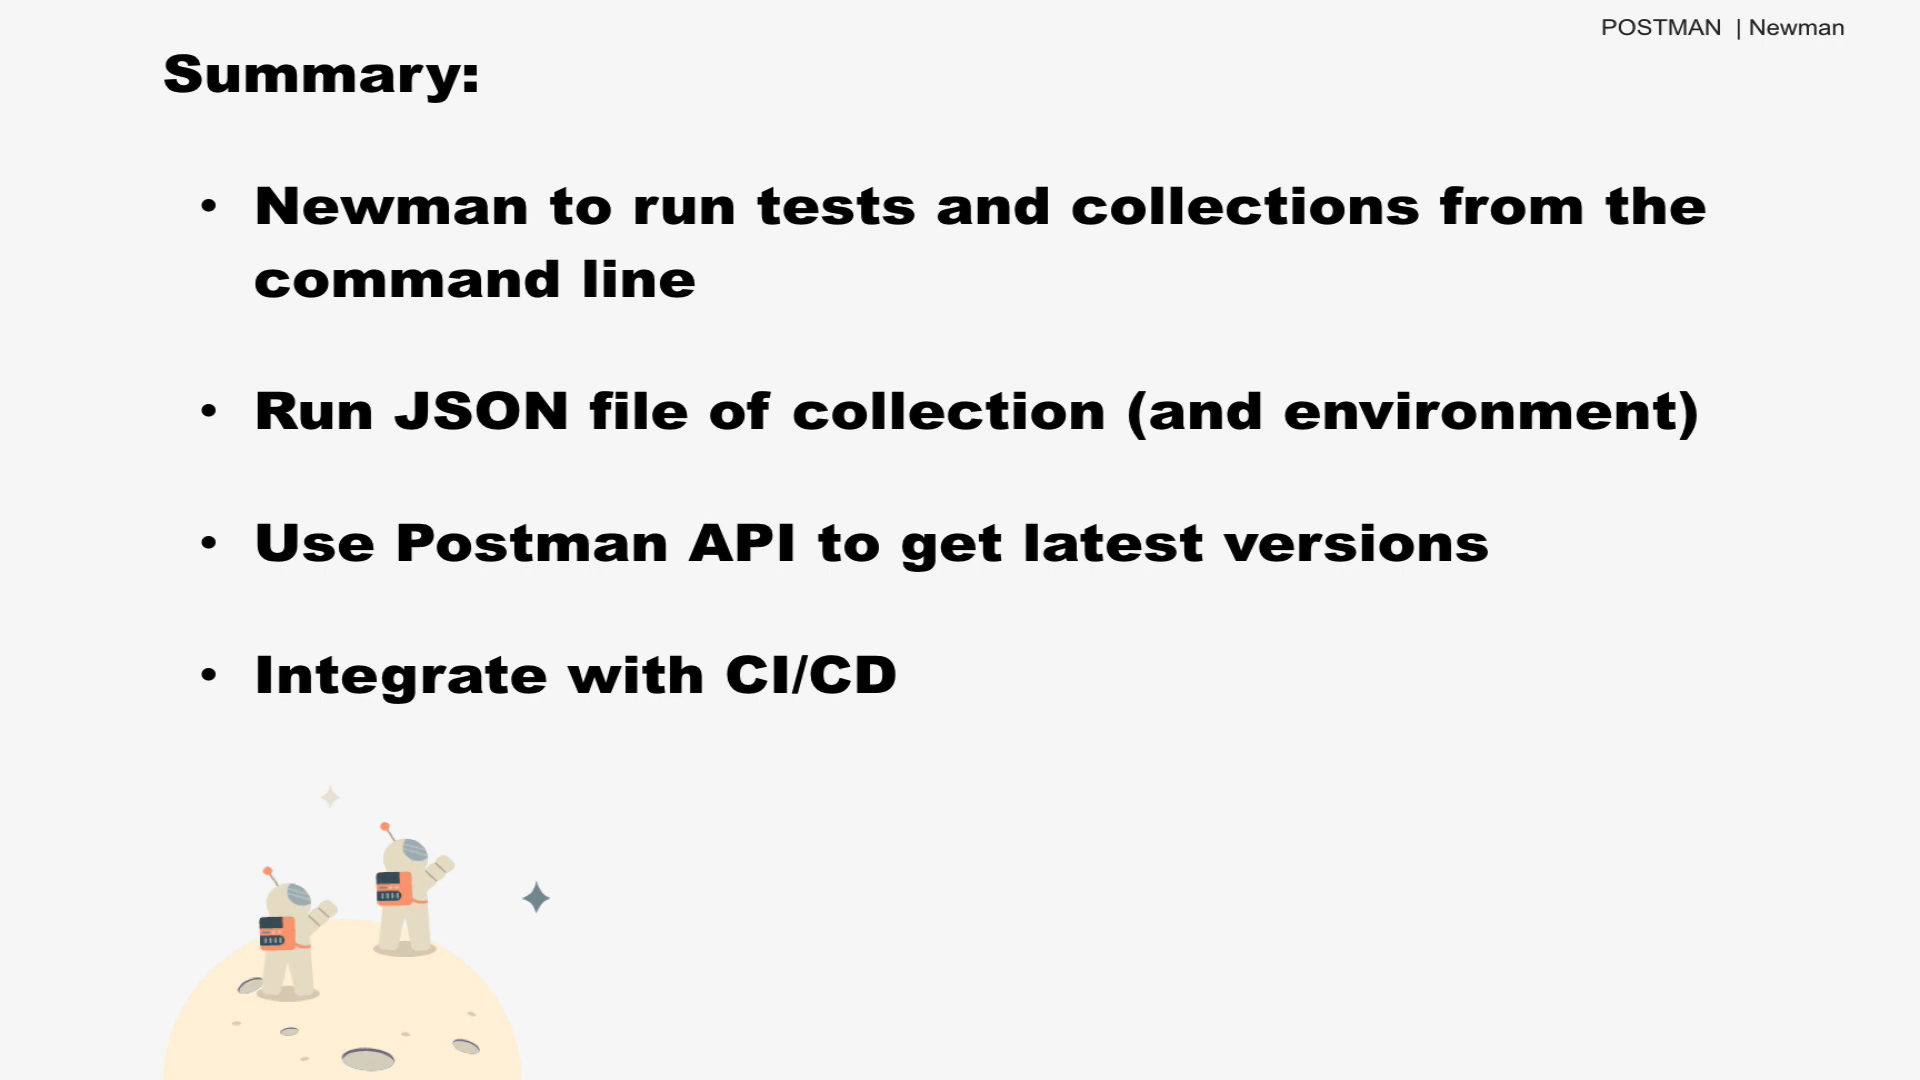 POSTMAN | Newman
Summary:
• Newman to run tests and collections from the
command line
• Run JSON file of collection (and environment)
• Use Postman API to get latest versions
• Integrate with CI/CD